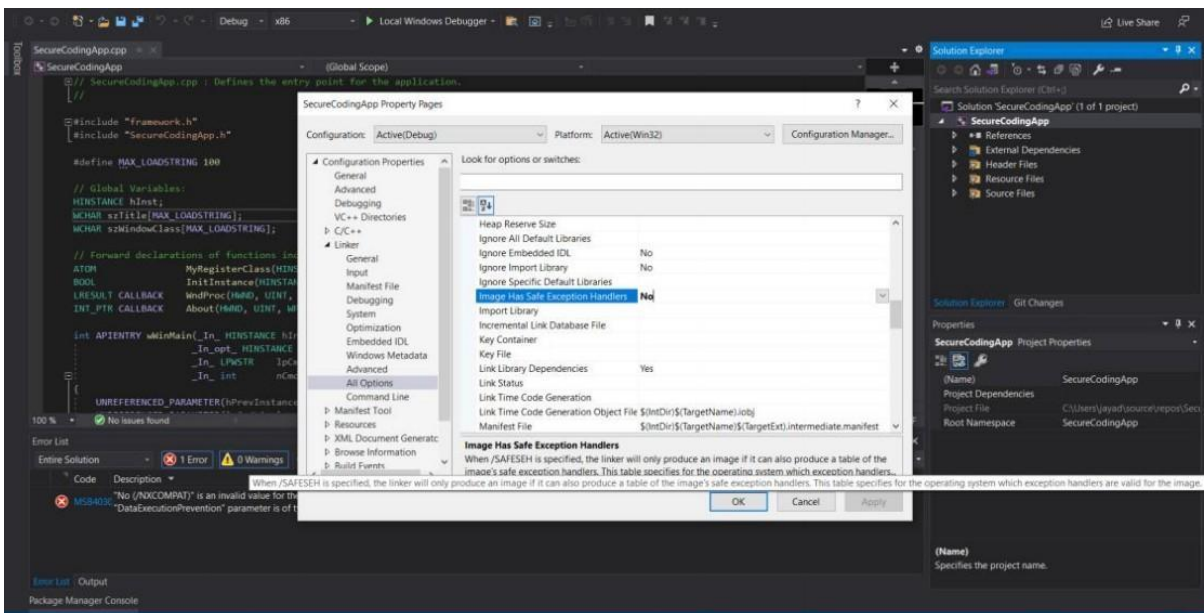 Debug
x86
Local Windows Debugger
Live Share
Toolbox
SecureCodingApp.cpp
SecureCodingApp
(Global Scope)
// SecureCodingApp.cpp : Defines the entry point for the application.
//
#include "framework.h"
#include "SecureCodingApp.h"
#define MAX_LOADSTRING 100
// Global Variables:
HINSTANCE hInst;
WCHAR szTitle[MAX_LOADSTRING];
WCHAR szWindowClass[MAX_LOADSTRING];
// Forward declarations of functions inc
ATOM MyRegisterClass(HINS
BOOL InitInstance(HINSTAN
LRESULT CALLBACK WndProc(HWND, UINT,
INT_PTR CALLBACK About(HWND, UINT, W
int APIENTRY wWinMain(_In_ HINSTANCE hIn
_In_opt_ HINSTANCE
_In_ LPWSTR lpCm
_In_ int nCmd
{
UNREFERENCED_PARAMETER(hPrevInstance
100 %
No issues found
Error List
Entire Solution
1 Error
0 Warnings
Code Description
"No (/NXCOMPAT)" is an invalid value for the
"DataExecutionPrevention" parameter is of t
Error List Output
Package Manager Console
SecureCodingApp Property Pages
? ×
Configuration: Active(Debug)
Platform: Active(Win32)
Configuration Manager...
Configuration Properties
General
Advanced
Debugging
VC++ Directories
C/C++
Linker
General
Input
Manifest File
Debugging
System
Optimization
Embedded IDL
Windows Metadata
Advanced
All Options
Command Line
Manifest Tool
Resources
XML Document Generatc
Browse Information
Build Events
Look for options or switches:
Heap Reserve Size
Ignore All Default Libraries
Ignore Embedded IDL No
Ignore Import Library No
Ignore Specific Default Libraries
Image Has Safe Exception Handlers No
Import Library
Incremental Link Database File
Key Container
Key File
Link Library Dependencies Yes
Link Status
Link Time Code Generation
Link Time Code Generation Object File $(IntDir)$(TargetName).iobj
Manifest File $(IntDir)$(TargetName)$(TargetExt).intermediate.manifest
Image Has Safe Exception Handlers
When /SAFESEH is specified, the linker will only produce an image if it can also produce a table of the
image's safe exception handlers. This table specifies for the operating system which exception handlers...
When /SAFESEH is specified, the linker will only produce an image if it can also produce a table of the image's safe exception handlers. This table specifies for the operating system which exception handlers are valid for the image.
OK
Cancel
Apply
Solution Explorer
Search Solution Explorer (Ctrl+;)
Solution 'SecureCodingApp' (1 of 1 project)
SecureCodingApp
References
External Dependencies
Header Files
Resource Files
Source Files
Solution Explorer Git Changes
Properties
SecureCodingApp Project Properties
(Name) SecureCodingApp
Project Dependencies
Project File C:\Users\jayad\source\repos\Sec
Root Namespace SecureCodingApp
(Name)
Specifies the project name.